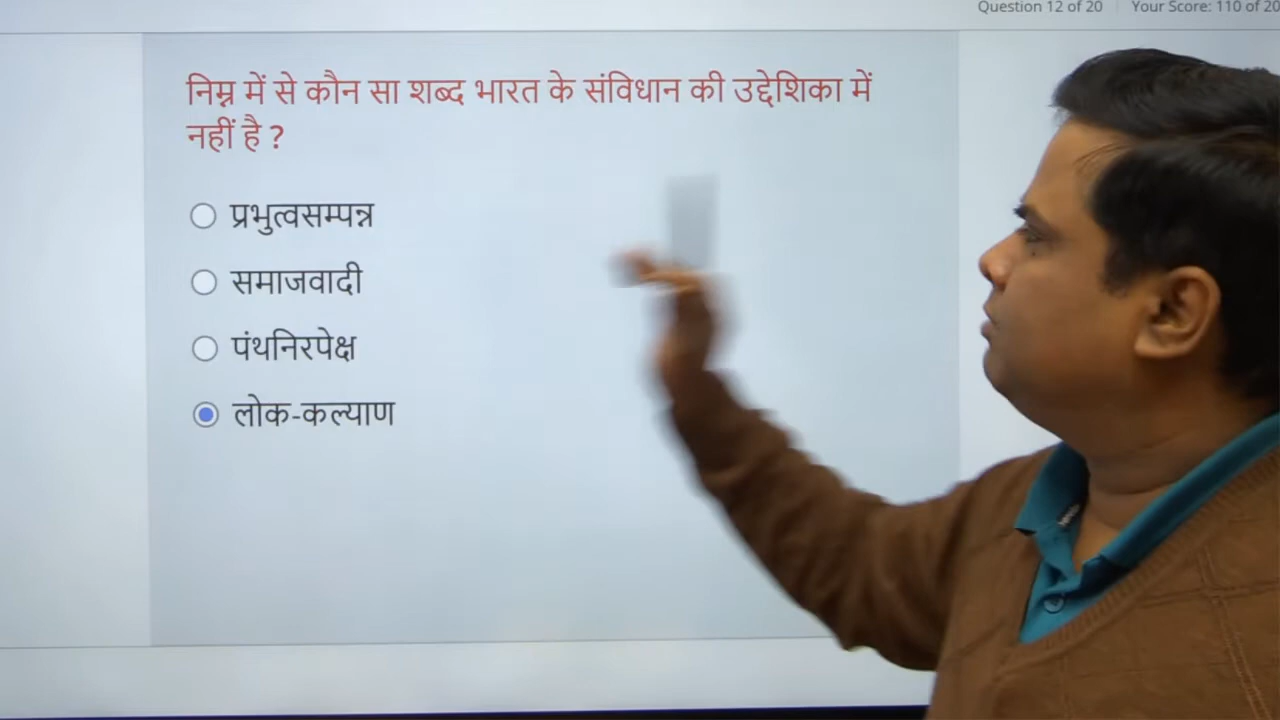 Question 12 of 20 Your Score: 110 of 20
निम्न में से कौन सा शब्द भारत के संविधान की उद्देशिका में
नहीं है ?
प्रभुत्वसम्पन्न
समाजवादी
पंथनिरपेक्ष
लोक-कल्याण